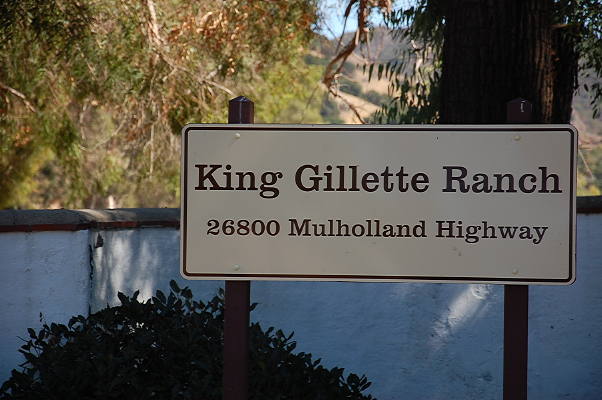 King Gillette Ranch
26800 Mulholland Highway